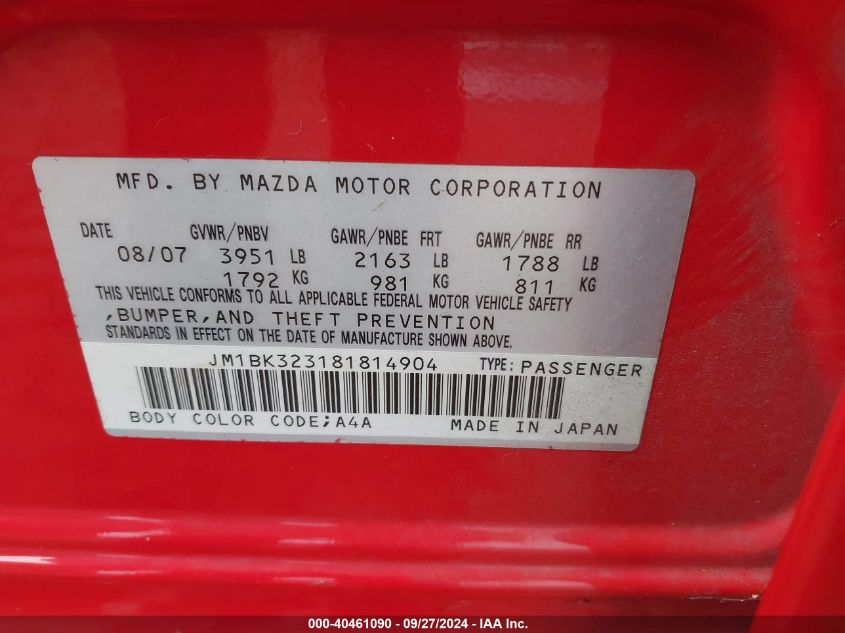 MFD. BY MAZDA MOTOR CORPORATION
DATE GVWR/PNBV GAWR/PNBE FRT GAWR/PNBE RR
08/07 3951 LB 2163 LB 1788 LB
1792 KG 981 KG 811 KG
THIS VEHICLE CONFORMS TO ALL APPLICABLE FEDERAL MOTOR VEHICLE SAFETY
,BUMPER,AND THEFT PREVENTION
STANDARDS IN EFFECT ON THE DATE OF MANUFACTURE SHOWN ABOVE.
JM1BK323181814904 TYPE: PASSENGER
BODY COLOR CODE;A4A MADE IN JAPAN
000-40461090 - 09/27/2024 - IAA Inc.